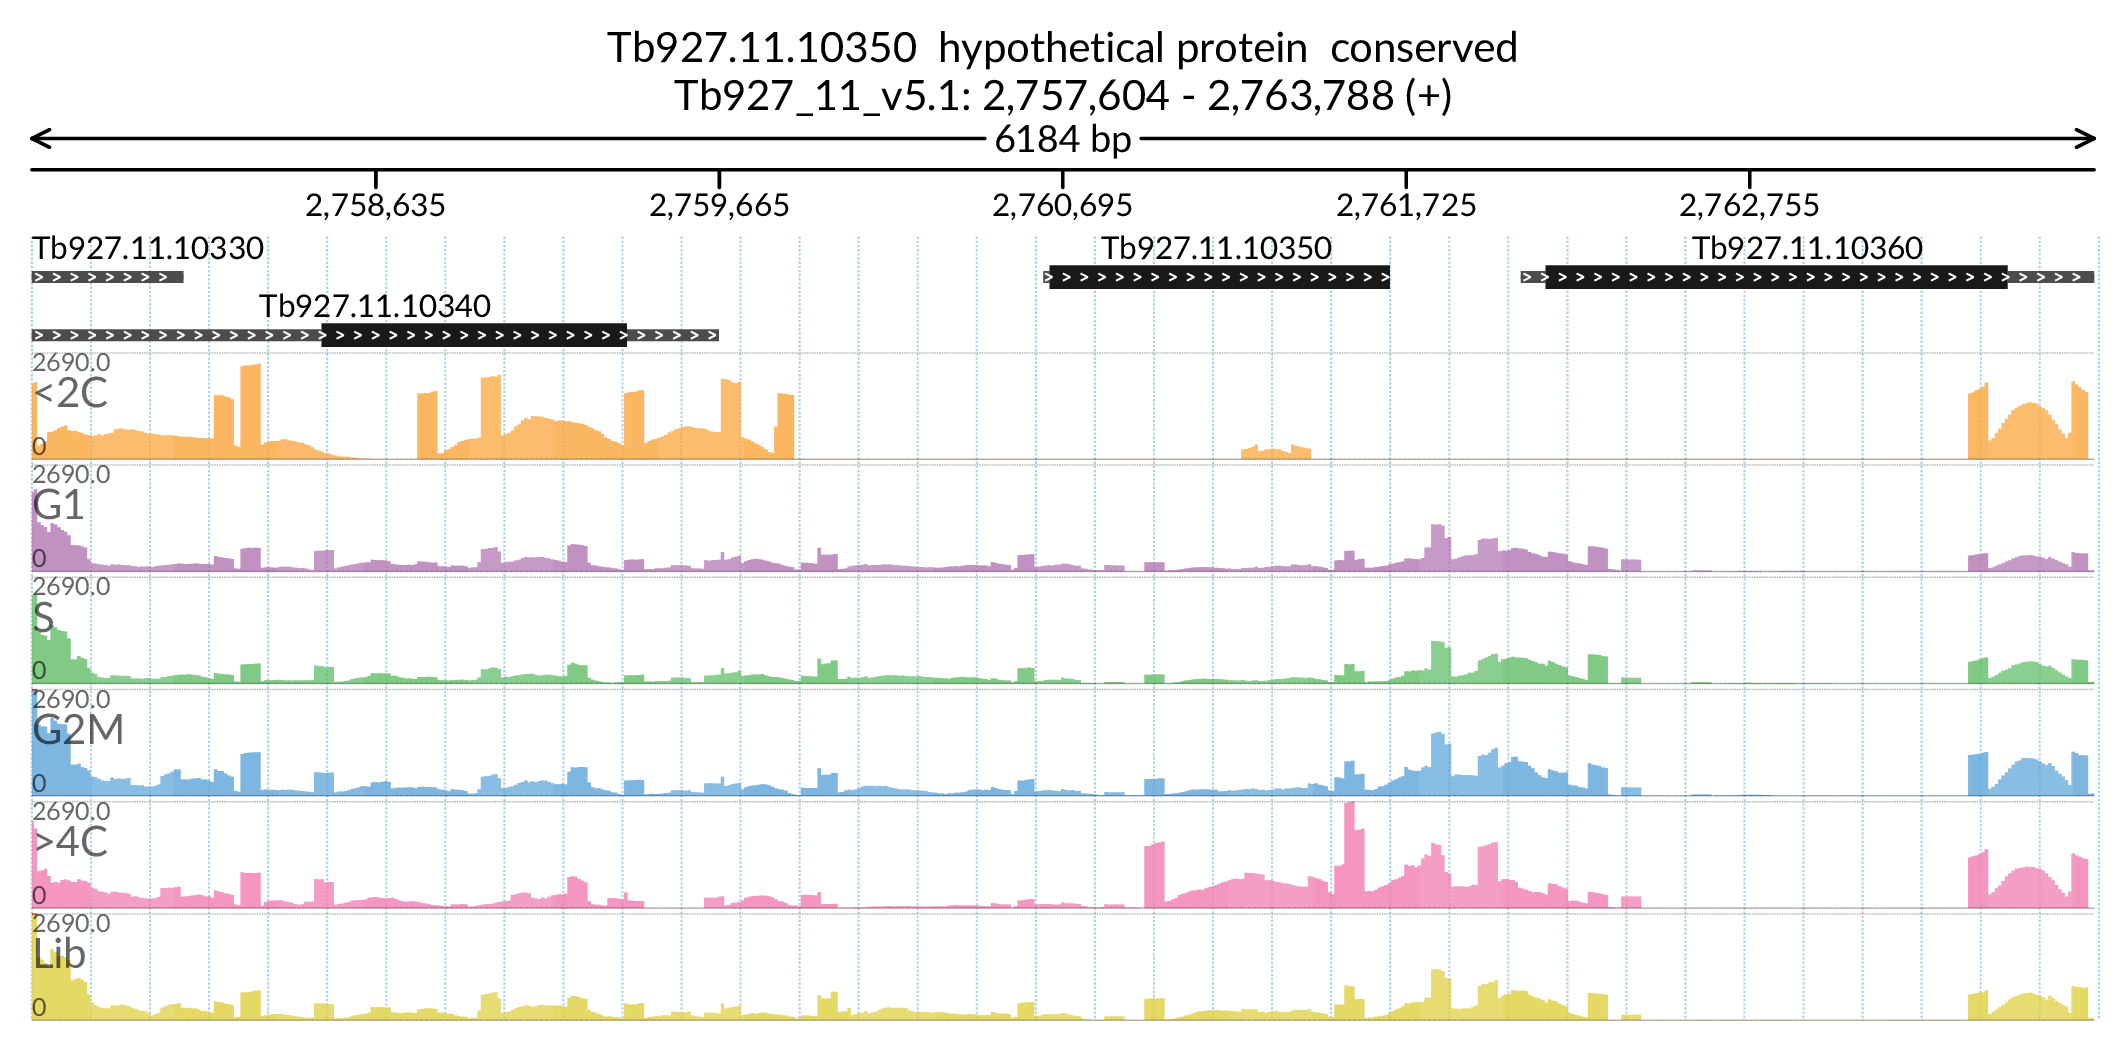 Tb927.11.10350 hypothetical protein conserved
Tb927_11_v5.1: 2,757,604 - 2,763,788 (+)
6184 bp
2,758,635 2,759,665 2,760,695 2,761,725 2,762,755
Tb927.11.10330 Tb927.11.10350 Tb927.11.10360
Tb927.11.10340
2690.0
<2C
0
2690.0
G1
0
2690.0
S
0
2690.0
G2M
0
2690.0
>4C
0
2690.0
Lib
0